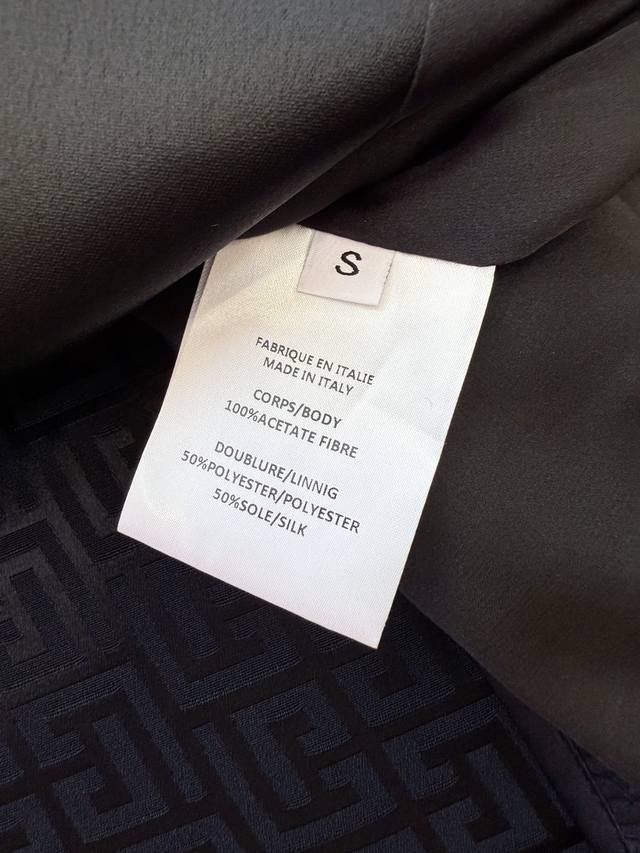 S
FABRIQUE EN ITALIE
MADE IN ITALY
CORPS/BODY
100%ACETATE FIBRE
DOUBLURE/LINNIG
50%POLYESTER/POLYESTER
50%SOLE/SILK